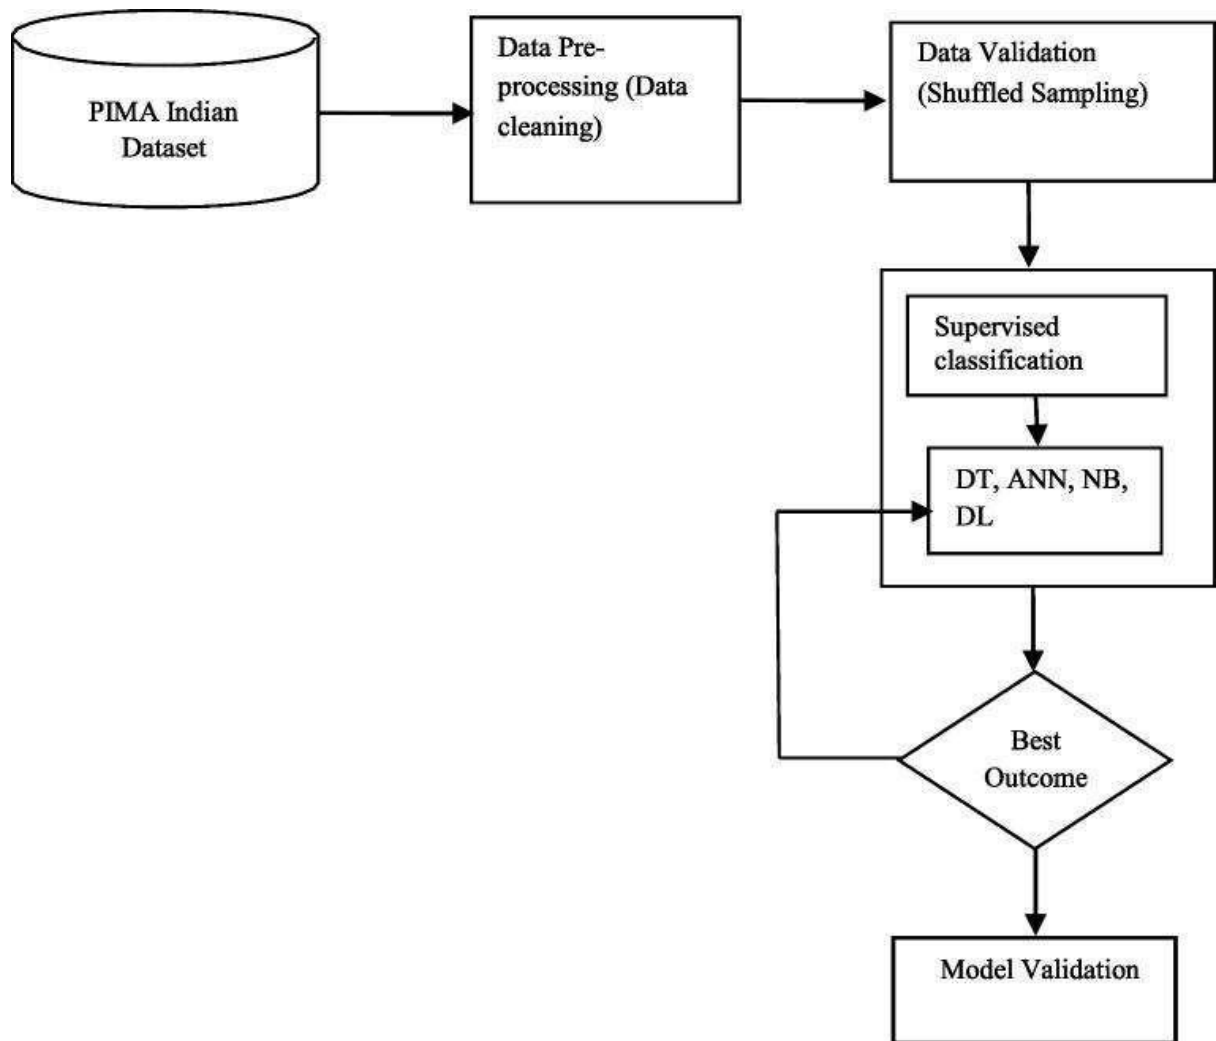 PIMA Indian
Dataset
Data Pre-
processing (Data
cleaning)
Data Validation
(Shuffled Sampling)
Supervised
classification
DT, ANN, NB,
DL
Best
Outcome
Model Validation